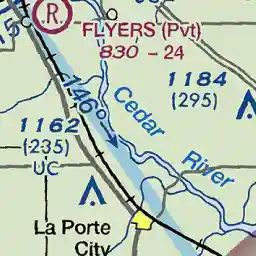 R
FLYERS (Pvt)
830 - 24
146°
1184
(295)
Cedar
River
1162
(235)
UC
La Porte
City